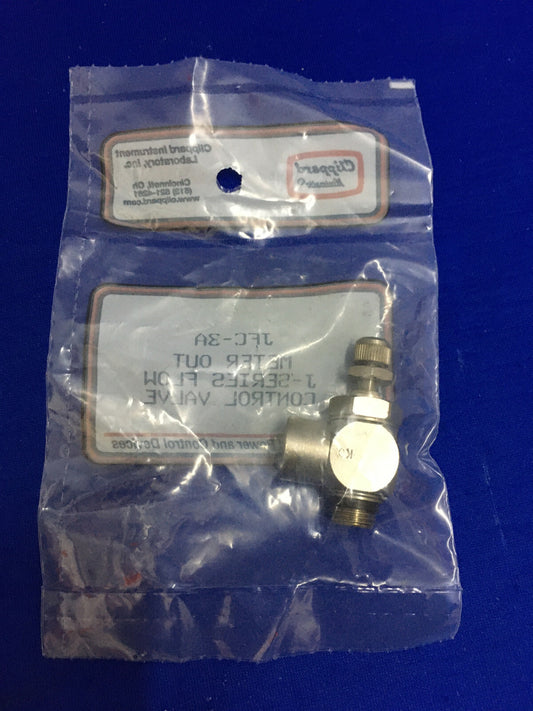 Clippard Instrument
Laboratory, Inc.
Cincinnati, Oh
(513) 521-4261
www.clippard.com
Clippard
Minimatic®
JFC-3A
METER OUT
J-SERIES FLOW
CONTROL VALVE
Power and Control Devices
K